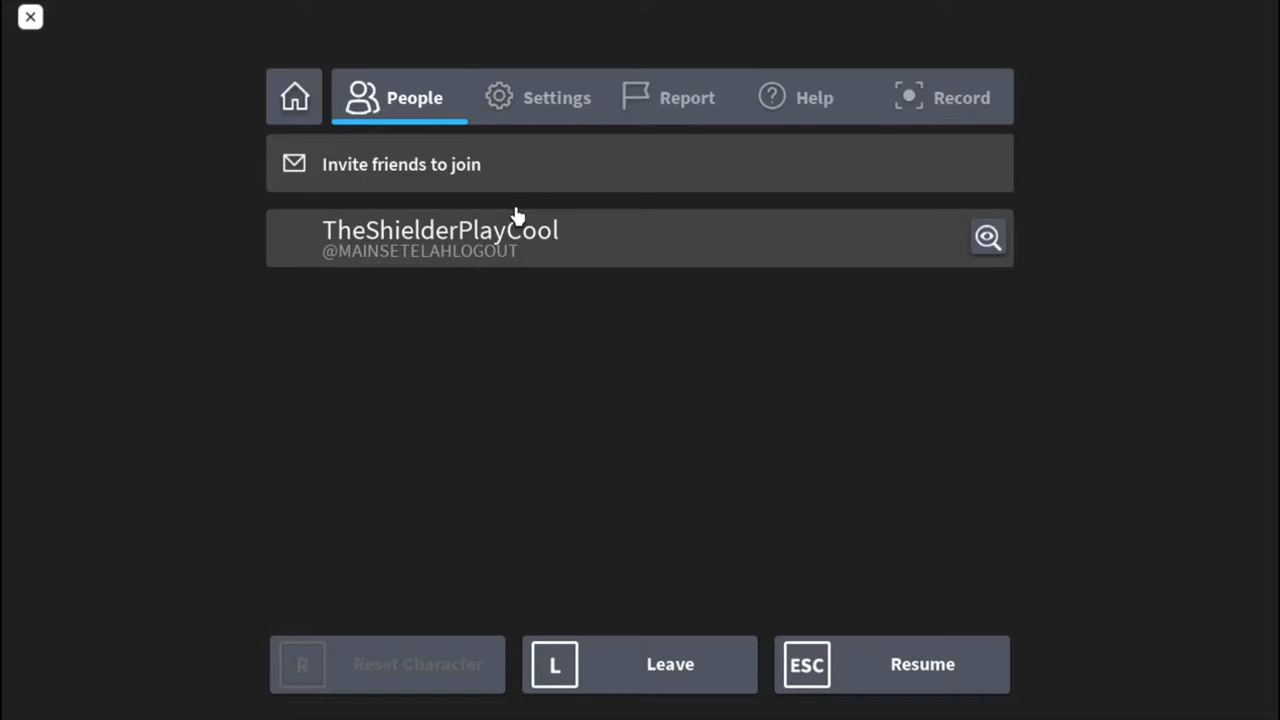 People
Settings
Report
Help
Record
Invite friends to join
TheShielderPlayCool
@MAINSETELAHLOGOUT
R Reset Character
L Leave
ESC Resume